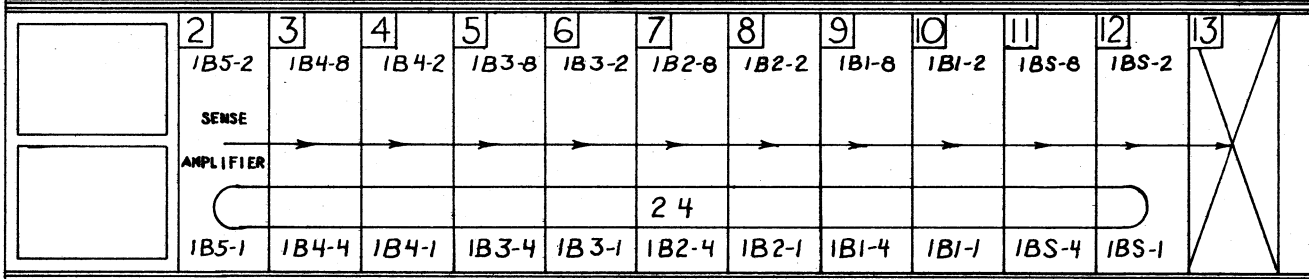 2 3 4 5 6 7 8 9 10 11 12 13
1B5-2 1B4-8 1B4-2 1B3-8 1B3-2 1B2-8 1B2-2 1B1-8 1B1-2 1BS-8 1BS-2
SENSE
AMPLIFIER
24
1B5-1 1B4-4 1B4-1 1B3-4 1B3-1 1B2-4 1B2-1 1B1-4 1B1-1 1BS-4 1BS-1